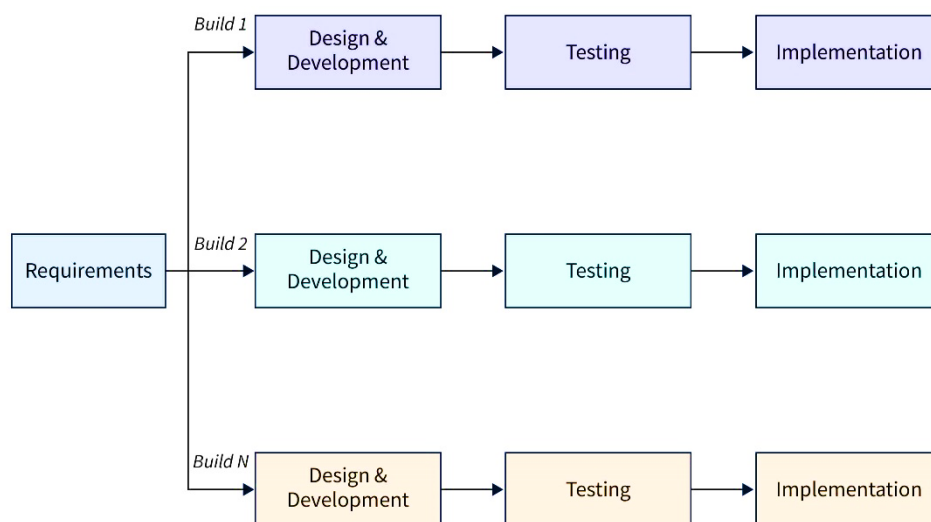 Build 1
Design &
Development
Testing
Implementation
Requirements
Build 2
Design &
Development
Testing
Implementation
Build N
Design &
Development
Testing
Implementation